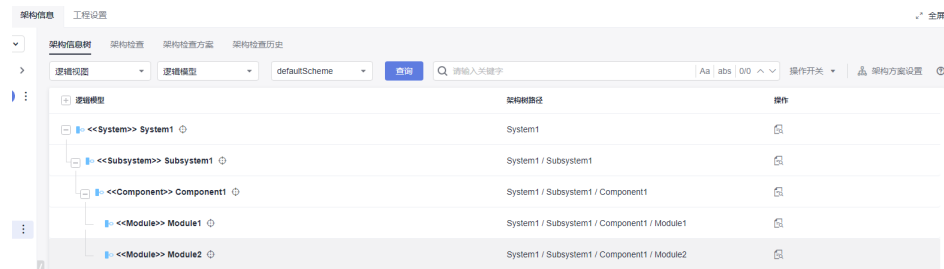 架构信息 工程设置 全屏
架构信息树 架构检查 架构检查方案 架构检查历史
逻辑视图 逻辑模型 defaultScheme 查询 请输入关键字 Aa abs 0/0 操作开关 架构方案设置
逻辑模型 架构树路径 操作
<<System>> System1 System1
<<Subsystem>> Subsystem1 System1 / Subsystem1
<<Component>> Component1 System1 / Subsystem1 / Component1
<<Module>> Module1 System1 / Subsystem1 / Component1 / Module1
<<Module>> Module2 System1 / Subsystem1 / Component1 / Module2